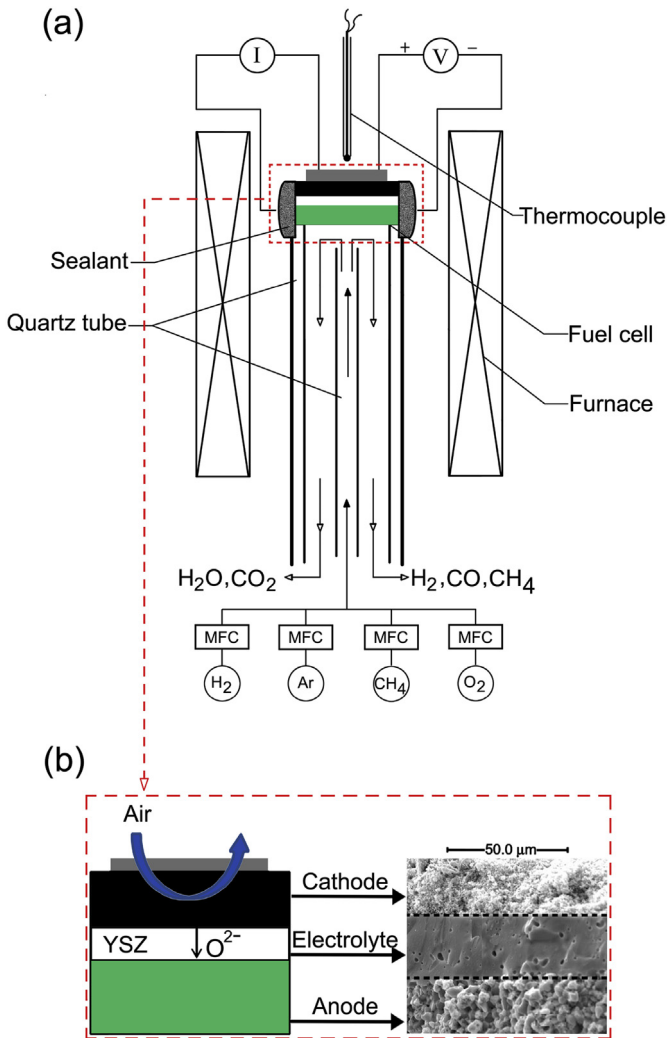 (a)
I
+
V
−
Thermocouple
Sealant
Quartz tube
Fuel cell
Furnace
H₂O,CO₂
H₂,CO,CH₄
MFC MFC MFC MFC
H₂ Ar CH₄ O₂
(b)
Air
50.0 μm
Cathode
YSZ
O²⁻
Electrolyte
Anode